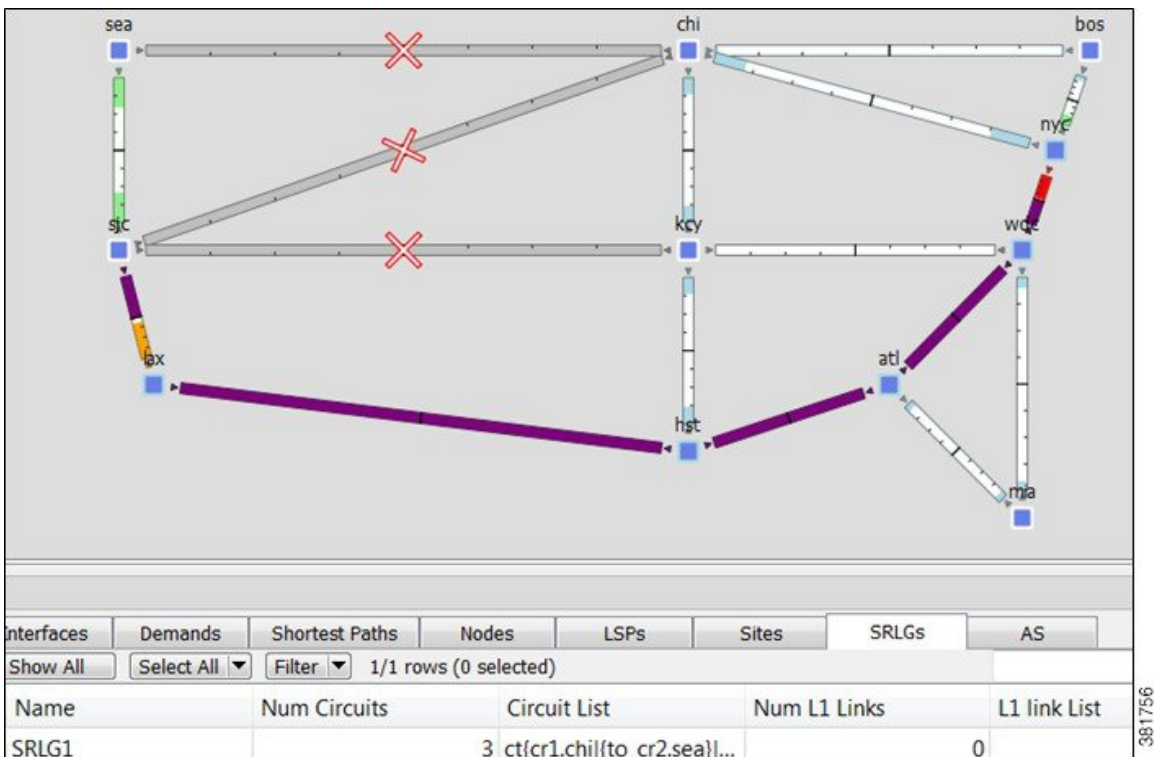 sea
chi
bos
nyc
sjc
kcy
wdc
lax
atl
hst
mia
Interfaces Demands Shortest Paths Nodes LSPs Sites SRLGs AS
Show All Select All Filter 1/1 rows (0 selected)
Name Num Circuits Circuit List Num L1 Links L1 link List
SRLG1 3 ct{cr1.chi|{to_cr2.sea}|... 0
381756